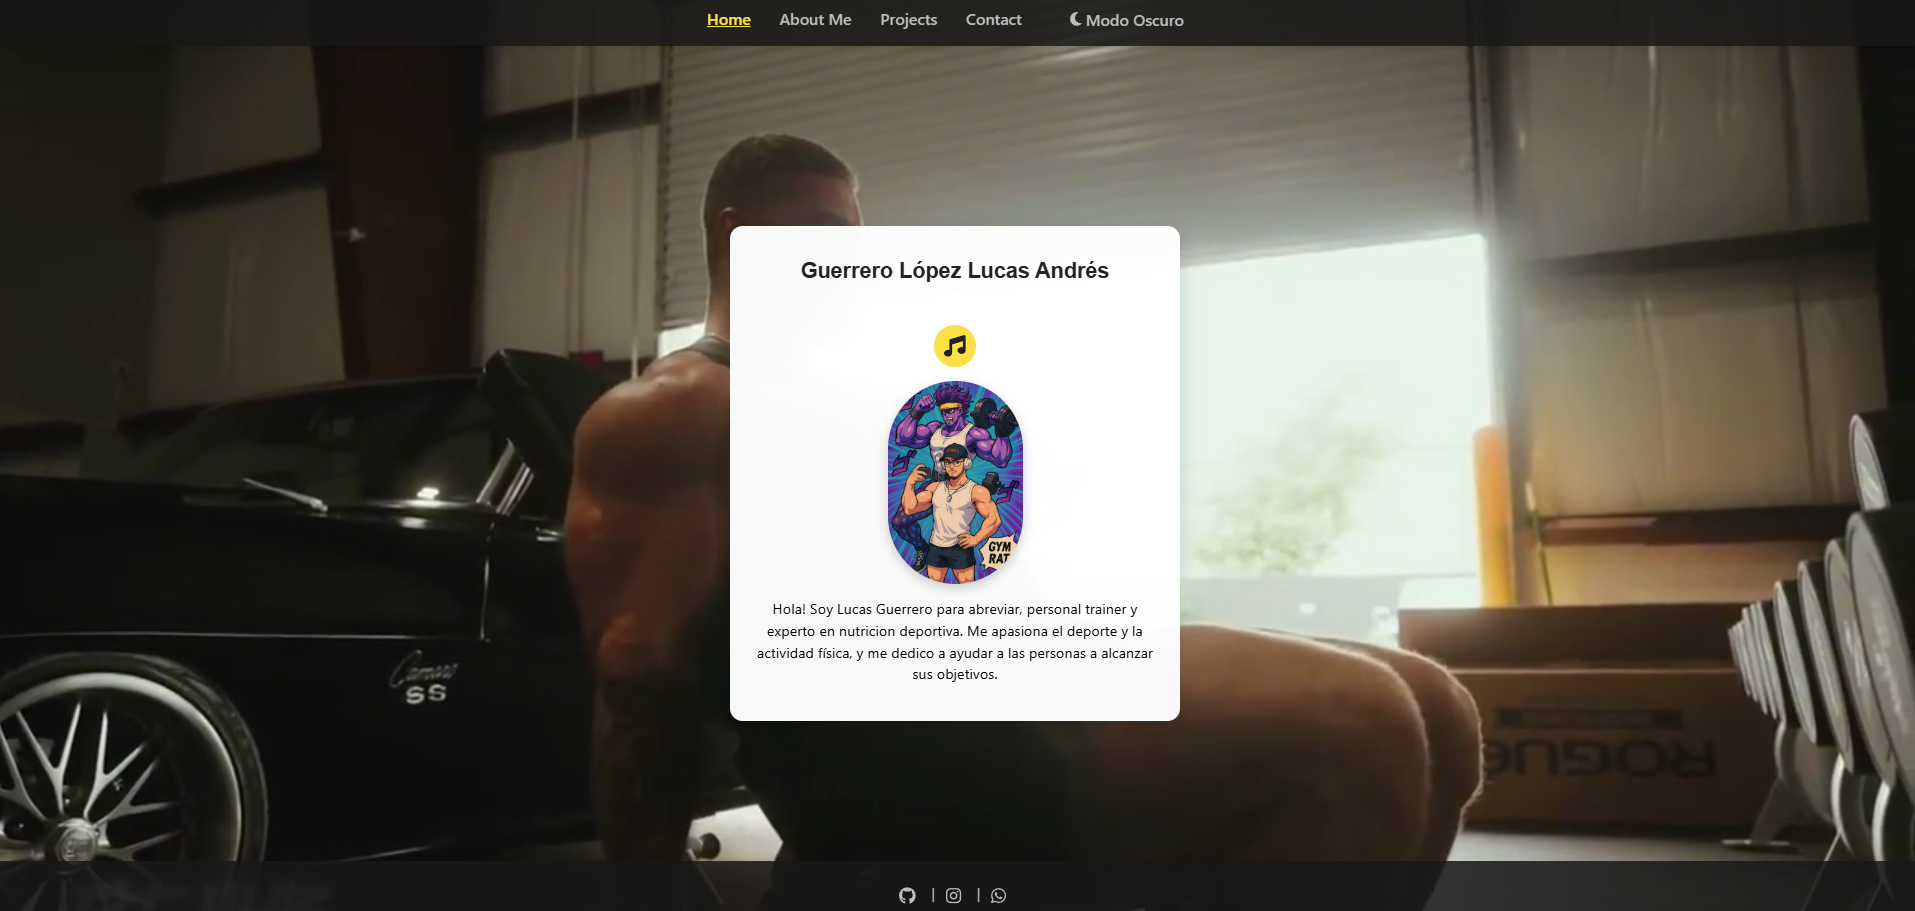 Home About Me Projects Contact Modo Oscuro
Guerrero López Lucas Andrés
GYM
RAT
Hola! Soy Lucas Guerrero para abreviar, personal trainer y
experto en nutricion deportiva. Me apasiona el deporte y la
actividad física, y me dedico a ayudar a las personas a alcanzar
sus objetivos.
Camaro
SS
ROGUE